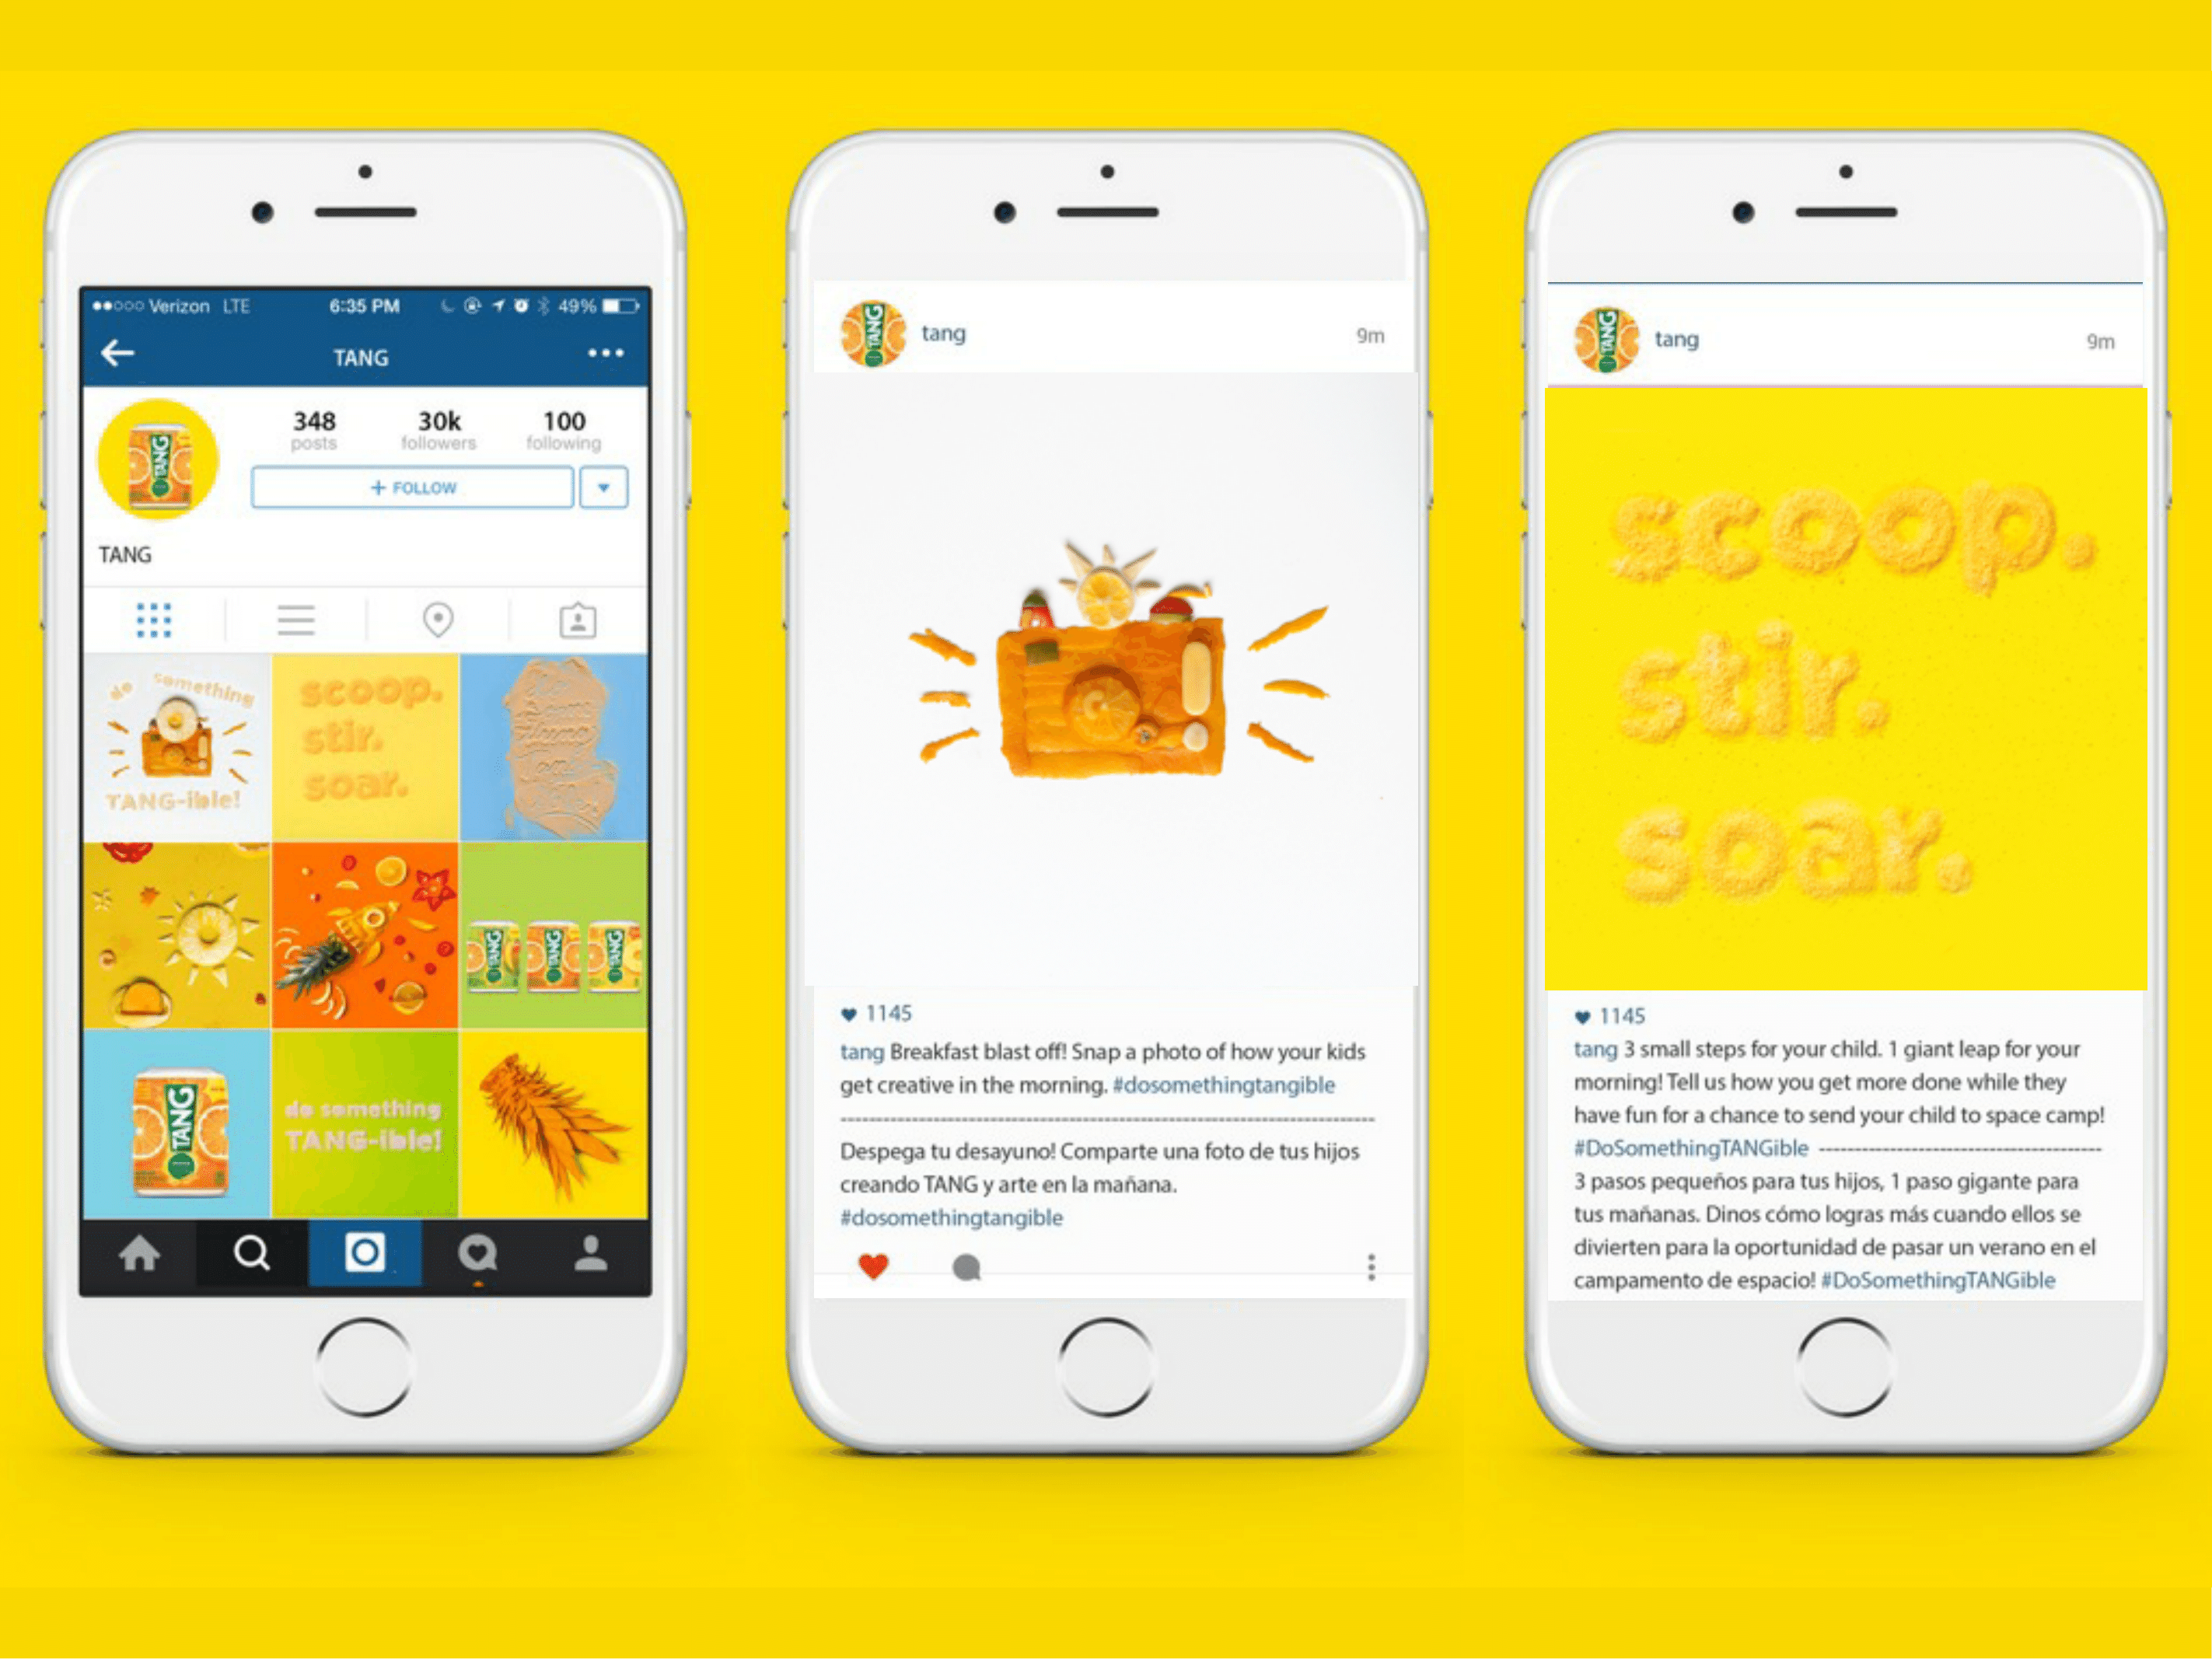 Verizon LTE 6:35 PM 49%
TANG
348 30k 100
posts followers following
+ FOLLOW
TANG
do something
TANG-ible!
scoop.
stir.
soar.
do
TANG
TANG
TANG
TANG
do something
TANG-ible!
TANG
tang 9m
1145
tang Breakfast blast off! Snap a photo of how your kids
get creative in the morning. #dosomethingtangible
--------------------------------------------------
Despega tu desayuno! Comparte una foto de tus hijos
creando TANG y arte en la mañana.
#dosomethingtangible
TANG
tang 9m
scoop.
stir.
soar.
1145
tang 3 small steps for your child. 1 giant leap for your
morning! Tell us how you get more done while they
have fun for a chance to send your child to space camp!
#DoSomethingTANGible ------------------------------
3 pasos pequeños para tus hijos, 1 paso gigante para
tus mañanas. Dinos cómo logras más cuando ellos se
divierten para la oportunidad de pasar un verano en el
campamento de espacio! #DoSomethingTANGible